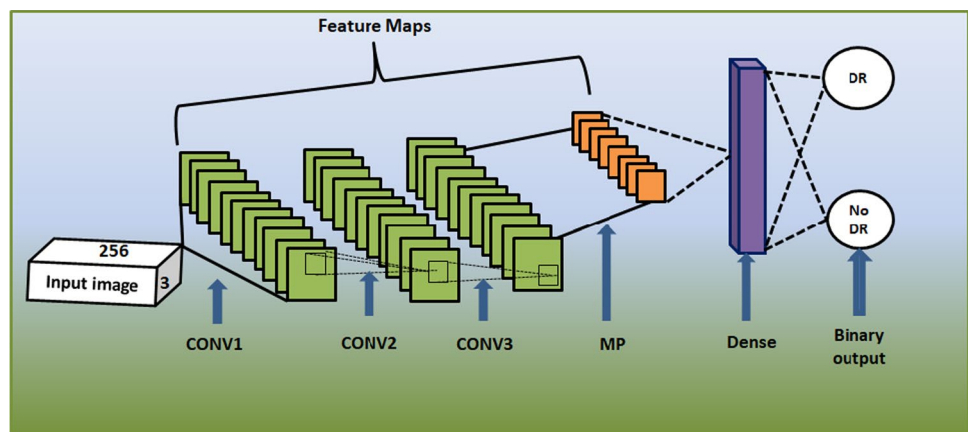 Feature Maps
DR
No
DR
256
Input image
3
CONV1
CONV2
CONV3
MP
Dense
Binary
output